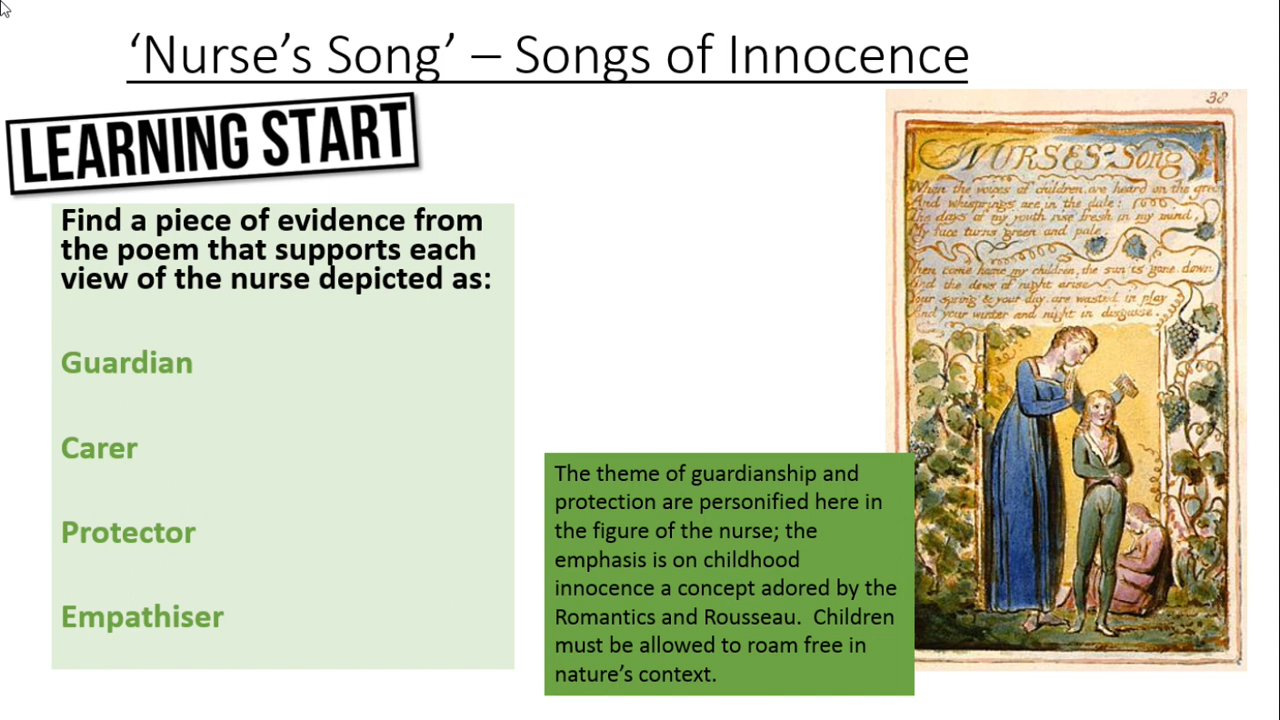 ‘Nurse’s Song’ – Songs of Innocence
LEARNING START
Find a piece of evidence from
the poem that supports each
view of the nurse depicted as:
Guardian
Carer
Protector
Empathiser
The theme of guardianship and
protection are personified here in
the figure of the nurse; the
emphasis is on childhood
innocence a concept adored by the
Romantics and Rousseau.  Children
must be allowed to roam free in
nature’s context.
38
NURSES Song
When the voices of children, are heard on the green
And whisprings are in the dale:
The days of my youth rise fresh in my mind,
My face turns green and pale.
Then come home my children, the sun is gone down
And the dews of night arise
Your spring & your day, are wasted in play
And your winter and night in disguise.